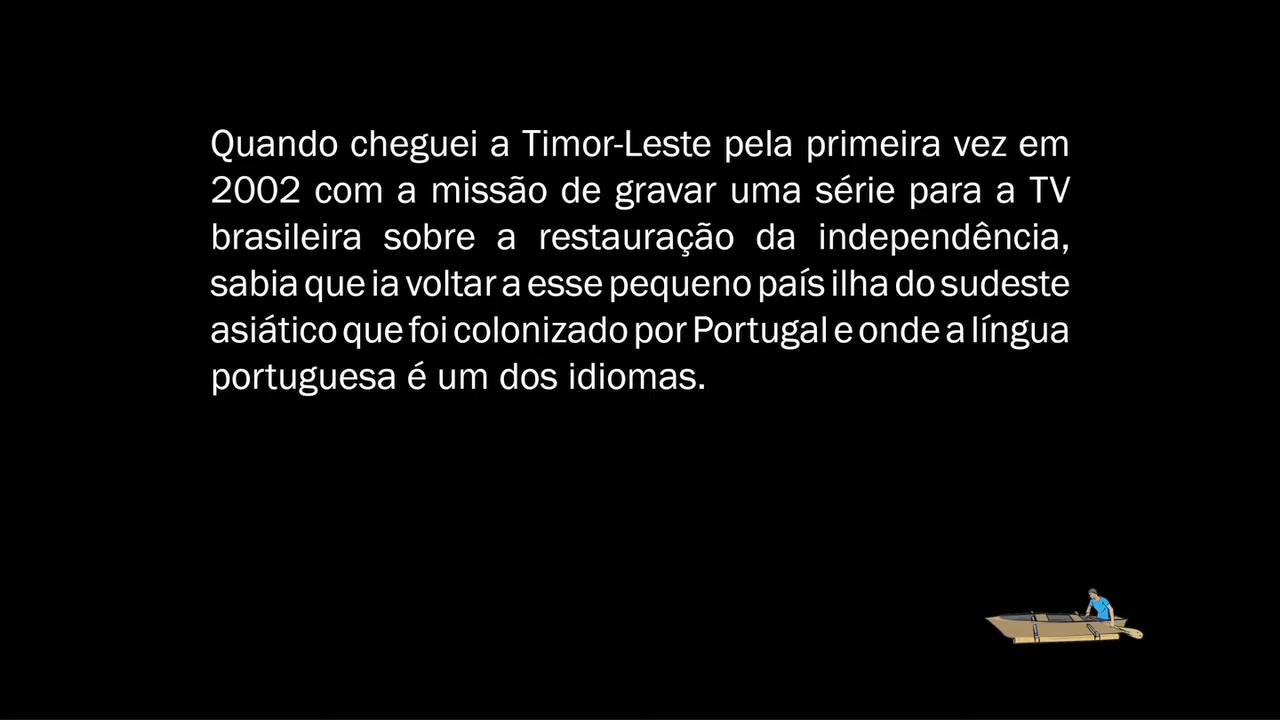 Quando cheguei a Timor-Leste pela primeira vez em
2002 com a missão de gravar uma série para a TV
brasileira sobre a restauração da independência,
sabia que ia voltar a esse pequeno país ilha do sudeste
asiático que foi colonizado por Portugal e onde a língua
portuguesa é um dos idiomas.